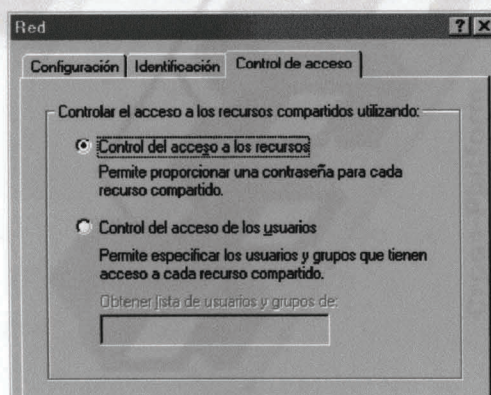 Red
Configuración Identificación Control de acceso
Controlar el acceso a los recursos compartidos utilizando:
Control del acceso a los recursos
Permite proporcionar una contraseña para cada
recurso compartido.
Control del acceso de los usuarios
Permite especificar los usuarios y grupos que tienen
acceso a cada recurso compartido.
Obtener lista de usuarios y grupos de: